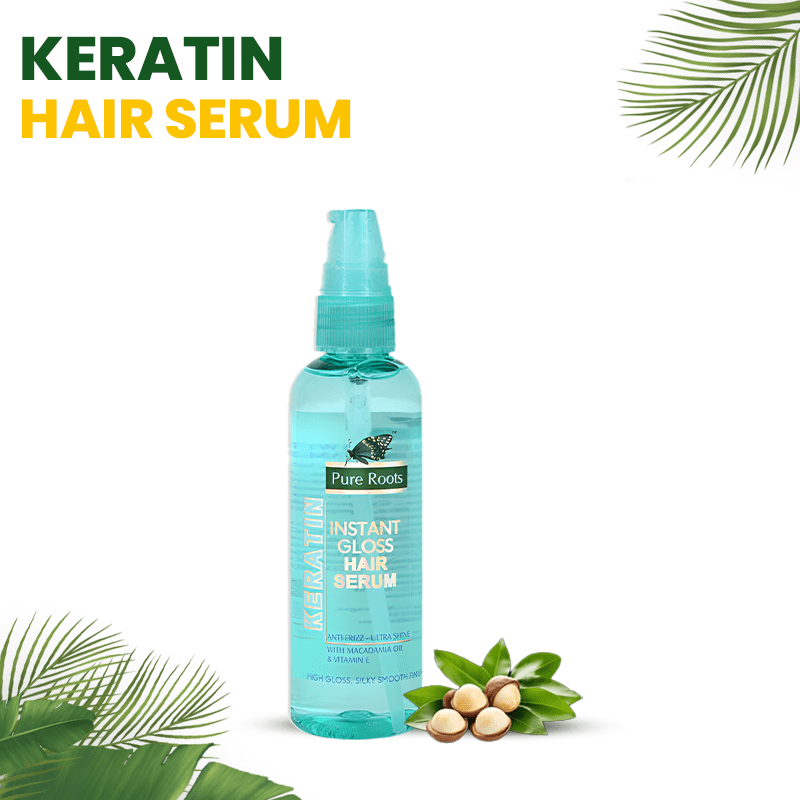 KERATIN
HAIR SERUM
Pure Roots
KERATIN
INSTANT
GLOSS
HAIR
SERUM
ANTI FRIZZ - ULTRA SHINE
WITH MACADAMIA OIL
& VITAMIN E
HIGH GLOSS, SILKY SMOOTH